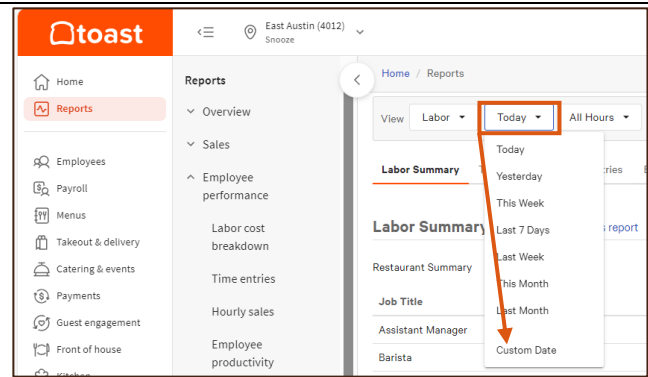 toast
East Austin (4012)
Snooze
Home
Reports
Employees
Payroll
Menus
Takeout & delivery
Catering & events
Payments
Guest engagement
Front of house
Kitchen
Reports
Overview
Sales
Employee
performance
Labor cost
breakdown
Time entries
Hourly sales
Employee
productivity
Home / Reports
View Labor Today All Hours
Labor Summary
Labor Summary
Restaurant Summary
Job Title
Assistant Manager
Barista
Today
Yesterday
This Week
Last 7 Days
Last Week
This Month
Last Month
Custom Date
report